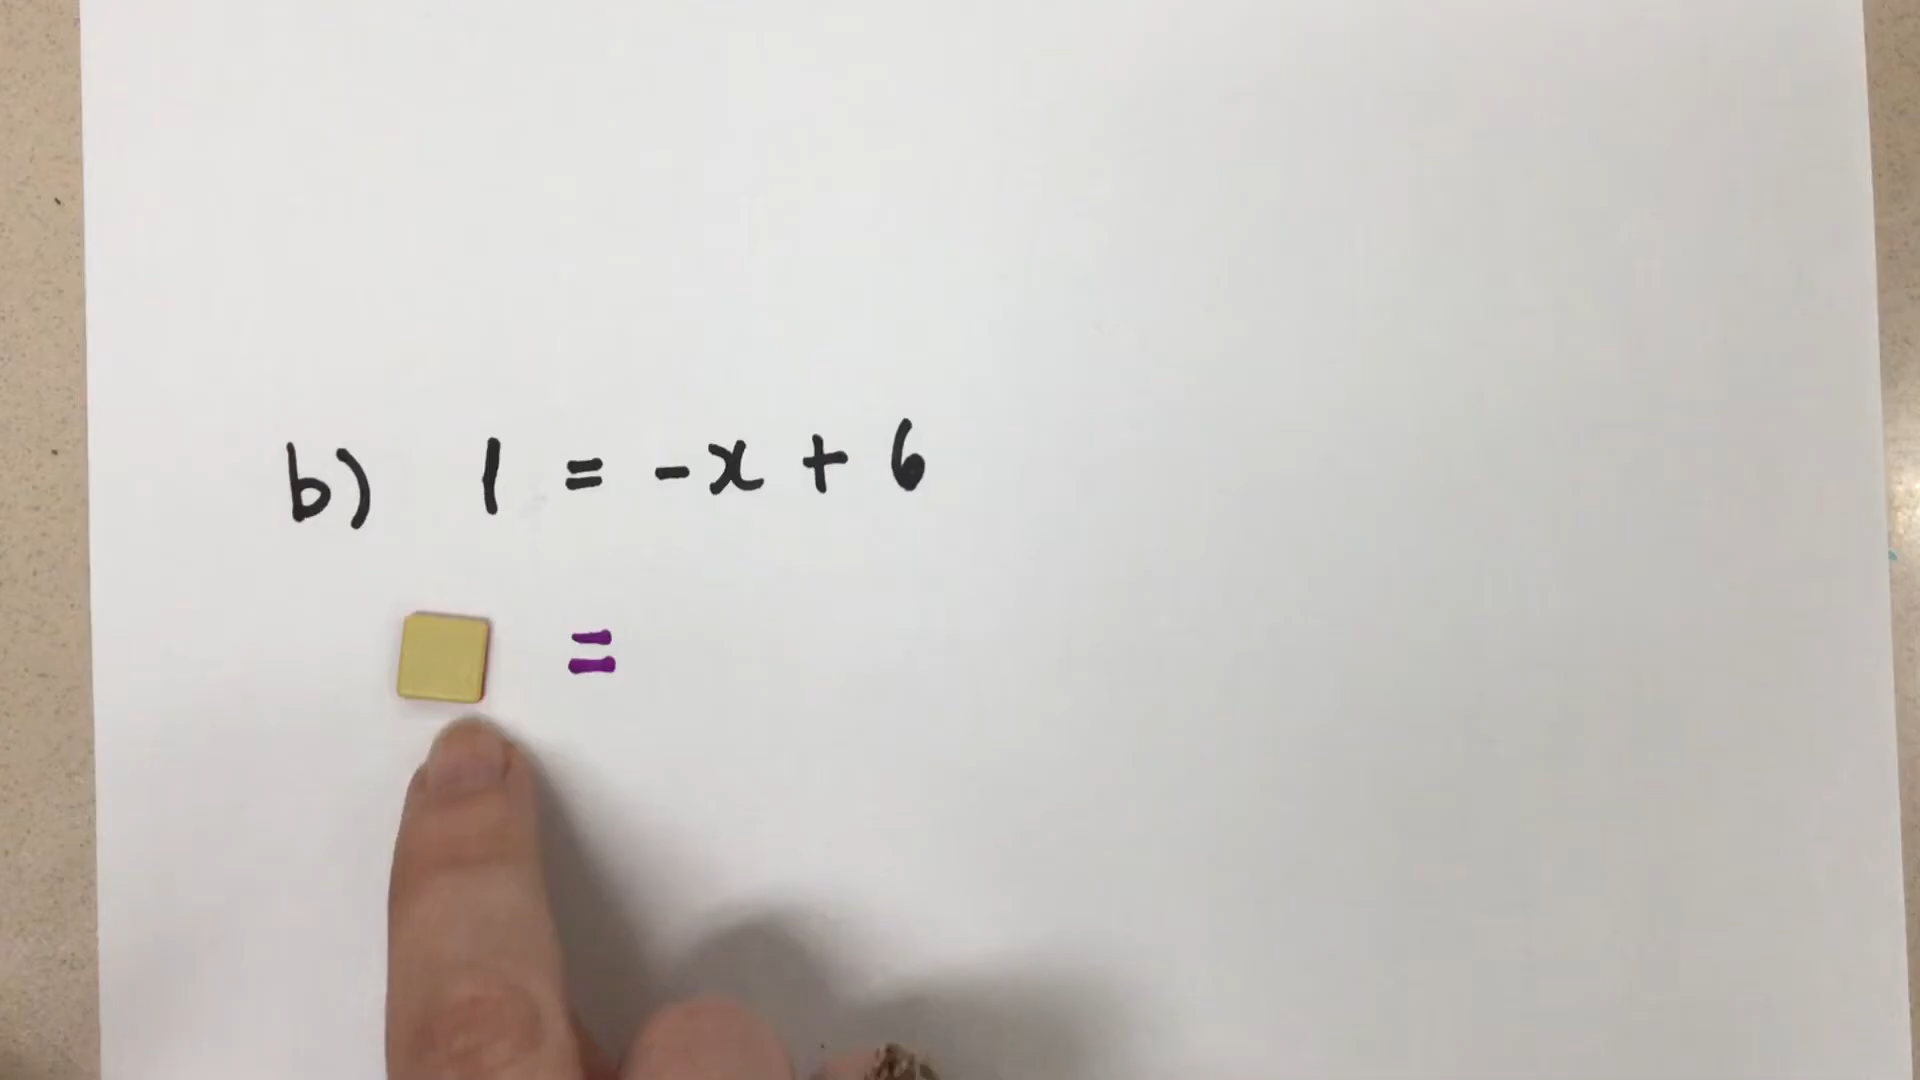 b) 1 = -x + 6
=